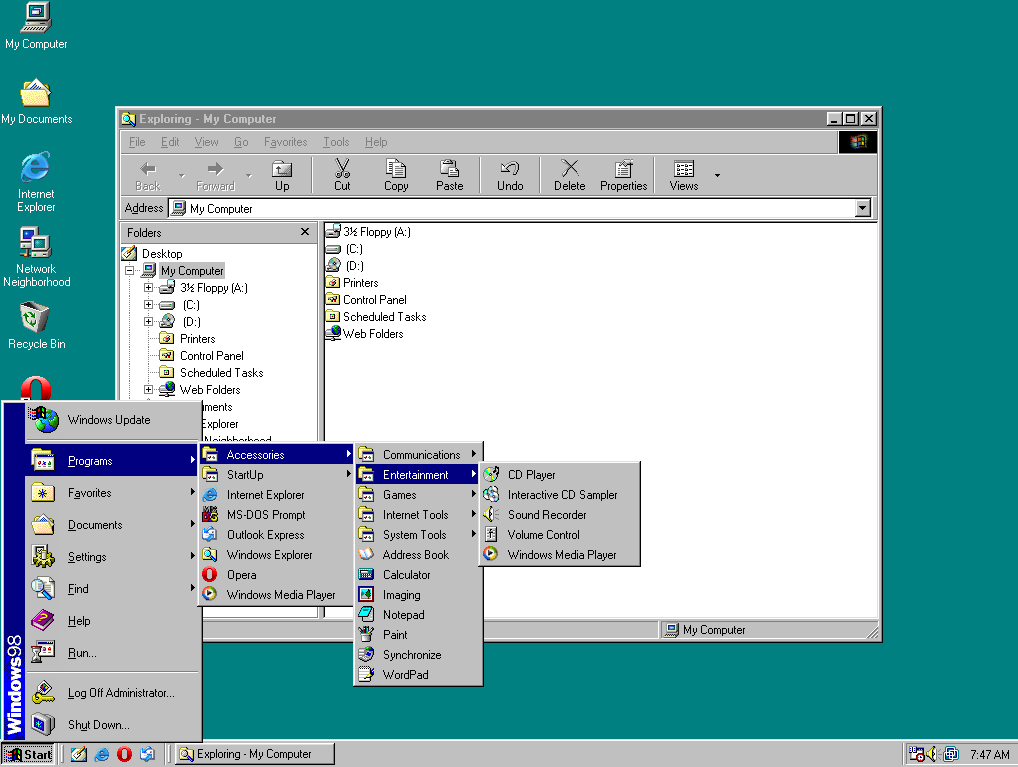 My Computer
My Documents
Internet
Explorer
Network
Neighborhood
Recycle Bin
Exploring - My Computer
File Edit View Go Favorites Tools Help
Back Forward Up Cut Copy Paste Undo Delete Properties Views
Address My Computer
Folders
Desktop
My Computer
3½ Floppy (A:)
(C:)
(D:)
Printers
Control Panel
Scheduled Tasks
Web Folders
uments
Explorer
Neighborhood
3½ Floppy (A:)
(C:)
(D:)
Printers
Control Panel
Scheduled Tasks
Web Folders
My Computer
Windows Update
Programs
Favorites
Documents
Settings
Find
Help
Run...
Log Off Administrator...
Shut Down...
Windows98
Accessories
StartUp
Internet Explorer
MS-DOS Prompt
Outlook Express
Windows Explorer
Opera
Windows Media Player
Communications
Entertainment
Games
Internet Tools
System Tools
Address Book
Calculator
Imaging
Notepad
Paint
Synchronize
WordPad
CD Player
Interactive CD Sampler
Sound Recorder
Volume Control
Windows Media Player
Start
Exploring - My Computer
7:47 AM